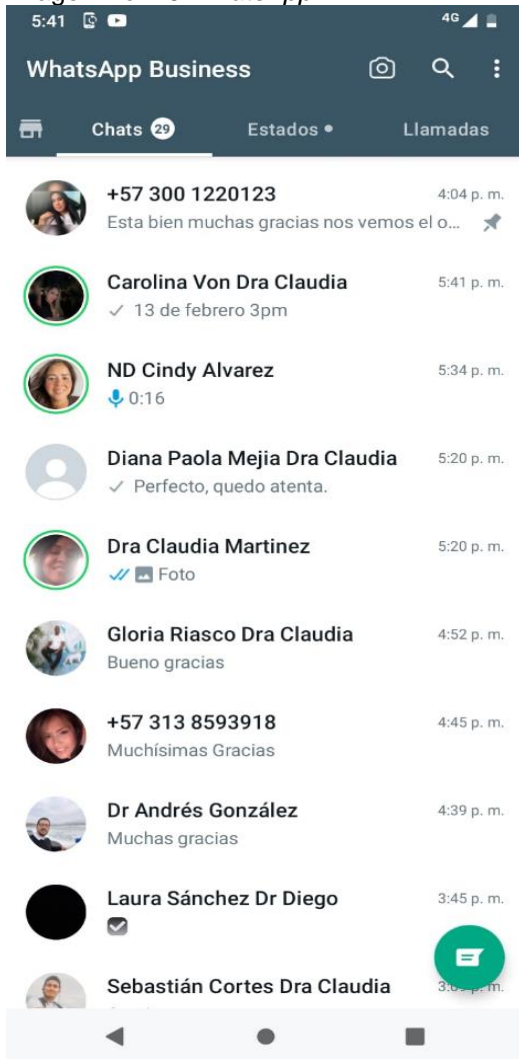 5:41 4G
WhatsApp Business
Chats 29 Estados Llamadas
+57 300 1220123 4:04 p. m.
Esta bien muchas gracias nos vemos el o...
Carolina Von Dra Claudia 5:41 p. m.
13 de febrero 3pm
ND Cindy Alvarez 5:34 p. m.
0:16
Diana Paola Mejia Dra Claudia 5:20 p. m.
Perfecto, quedo atenta.
Dra Claudia Martinez 5:20 p. m.
Foto
Gloria Riasco Dra Claudia 4:52 p. m.
Bueno gracias
+57 313 8593918 4:45 p. m.
Muchísimas Gracias
Dr Andrés González 4:39 p. m.
Muchas gracias
Laura Sánchez Dr Diego 3:45 p. m.
Sebastián Cortes Dra Claudia